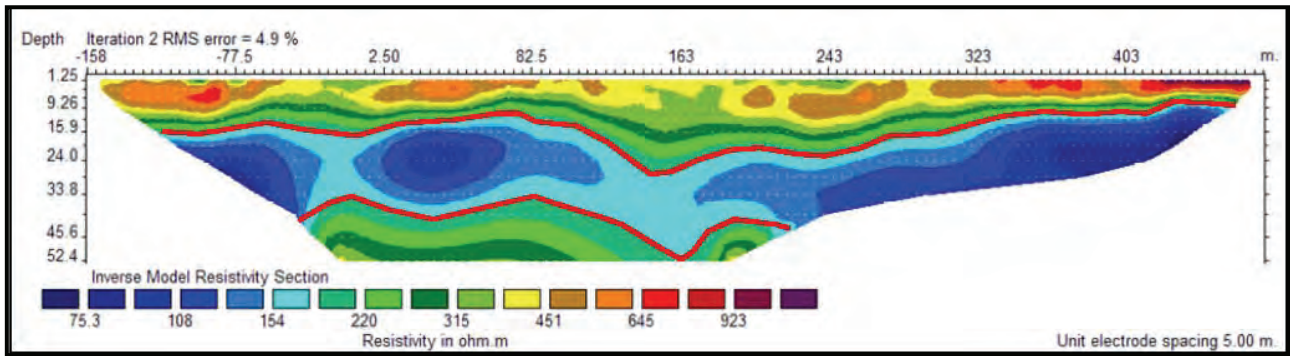 Depth Iteration 2 RMS error = 4.9 %
-158 -77.5 2.50 82.5 163 243 323 403 m.
1.25
9.26
15.9
24.0
33.8
45.6
52.4
Inverse Model Resistivity Section
75.3 108 154 220 315 451 645 923
Resistivity in ohm.m Unit electrode spacing 5.00 m.